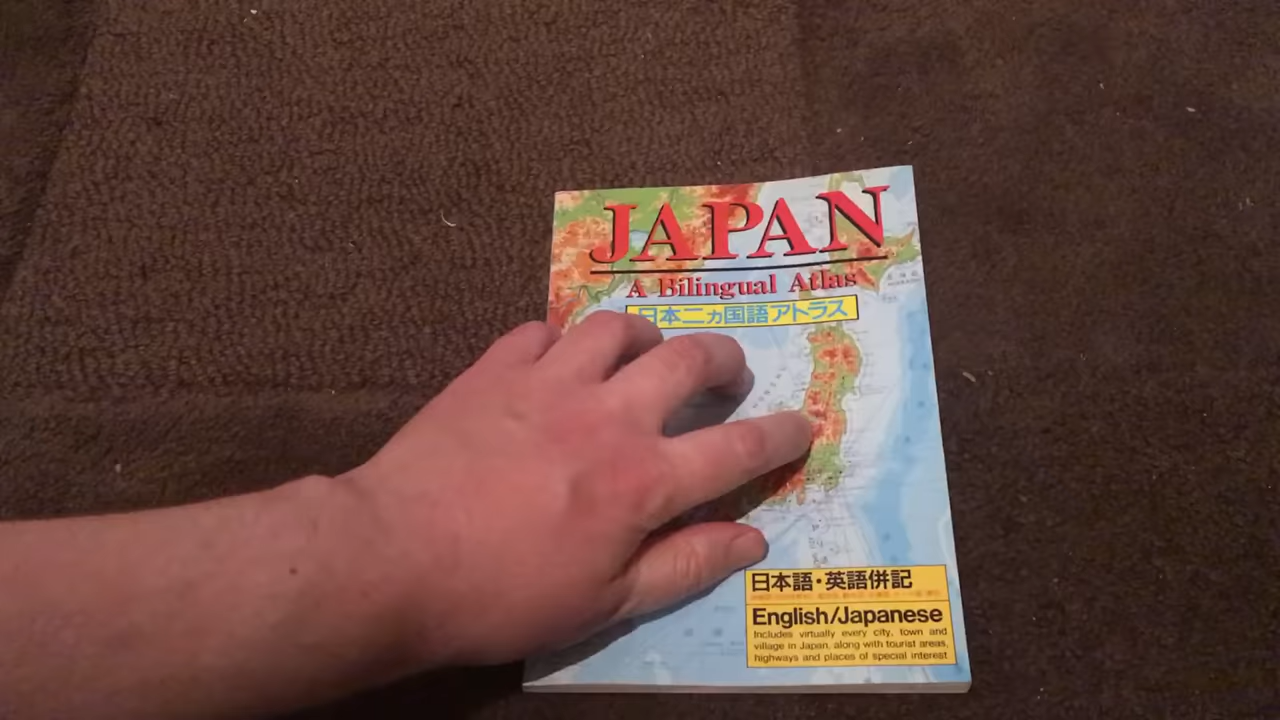 JAPAN
A Bilingual Atlas
日本二ヵ国語アトラス
日本語・英語併記
English/Japanese
Includes virtually every city, town and
village in Japan, along with tourist areas,
highways and places of special interest